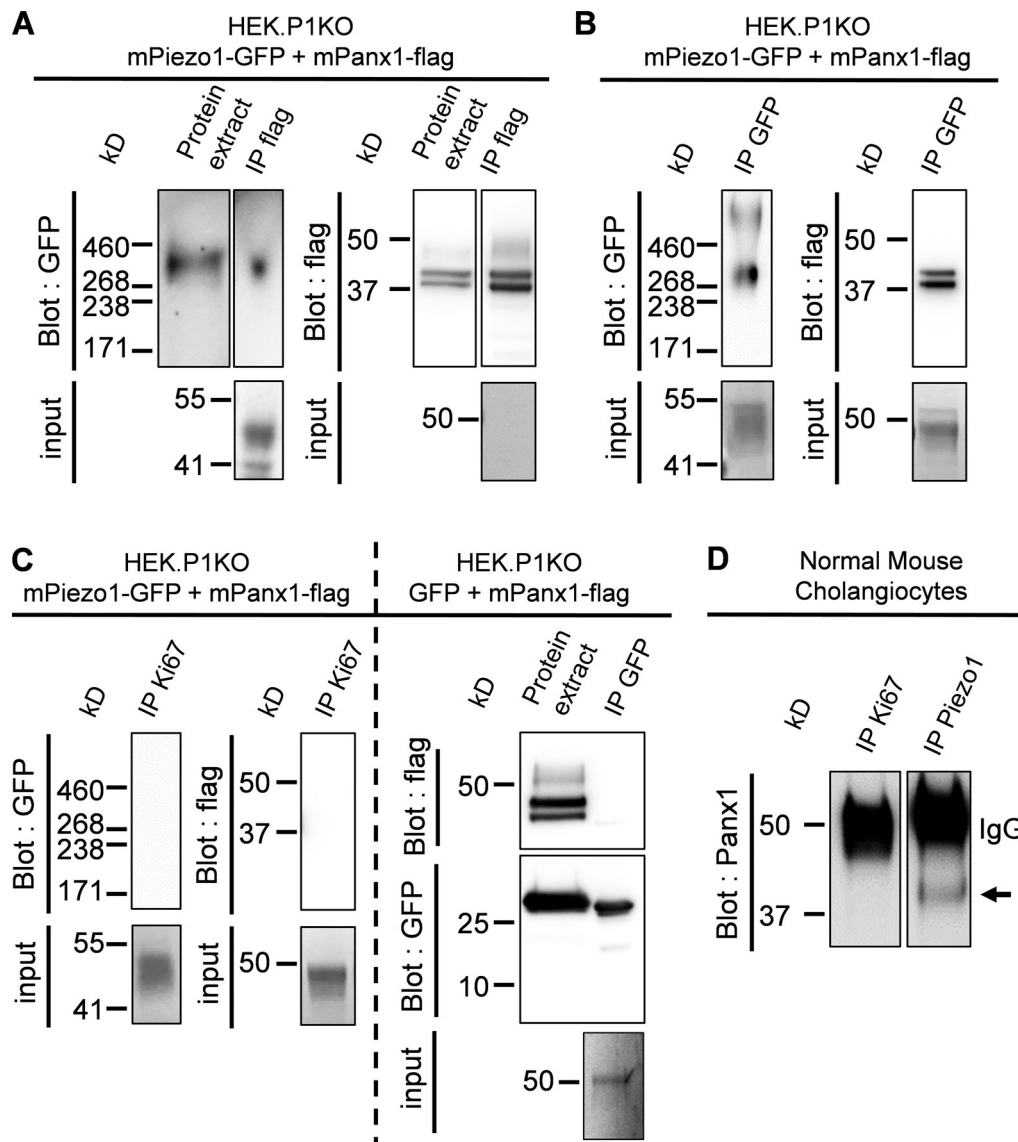 A
HEK.P1KO
mPiezo1-GFP + mPanx1-flag
kD
Protein
extract
IP flag
kD
Protein
extract
IP flag
Blot : GFP
460
268
238
171
Blot : flag
50
37
input
55
41
input
50
B
HEK.P1KO
mPiezo1-GFP + mPanx1-flag
kD
IP GFP
kD
IP GFP
Blot : GFP
460
268
238
171
Blot : flag
50
37
input
55
41
input
50
C
HEK.P1KO
mPiezo1-GFP + mPanx1-flag
kD
IP Ki67
kD
IP Ki67
Blot : GFP
460
268
238
171
Blot : flag
50
37
input
55
41
input
50
HEK.P1KO
GFP + mPanx1-flag
kD
Protein
extract
IP GFP
Blot : flag
50
Blot : GFP
25
10
input
50
D
Normal Mouse
Cholangiocytes
kD
IP Ki67
IP Piezo1
Blot : Panx1
50
37
IgG